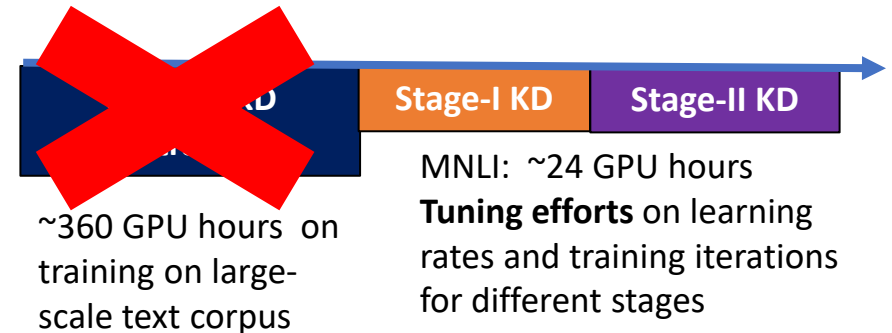 Stage-I KD
Stage-II KD
~360 GPU hours on
training on large-
scale text corpus
MNLI: ~24 GPU hours
Tuning efforts on learning
rates and training iterations
for different stages